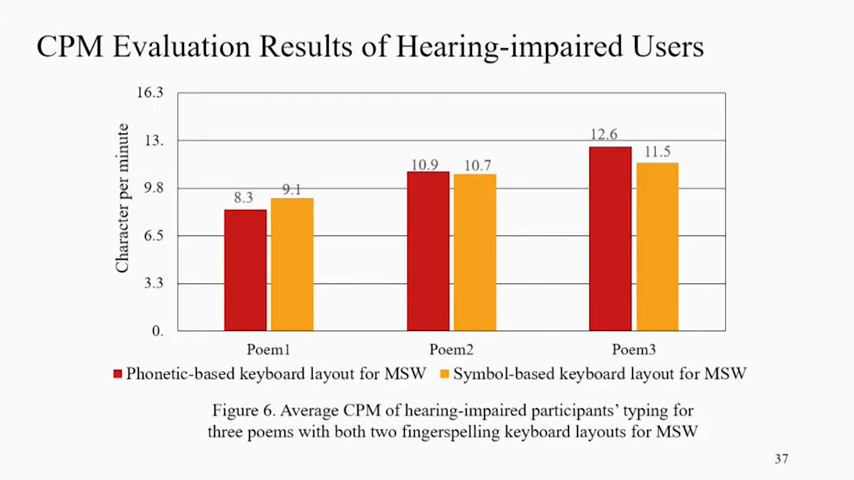 CPM Evaluation Results of Hearing-impaired Users
16.3
13.
9.8
6.5
3.3
0.
Character per minute
8.3
9.1
10.9
10.7
12.6
11.5
Poem1
Poem2
Poem3
Phonetic-based keyboard layout for MSW
Symbol-based keyboard layout for MSW
Figure 6. Average CPM of hearing-impaired participants' typing for
three poems with both two fingerspelling keyboard layouts for MSW
37